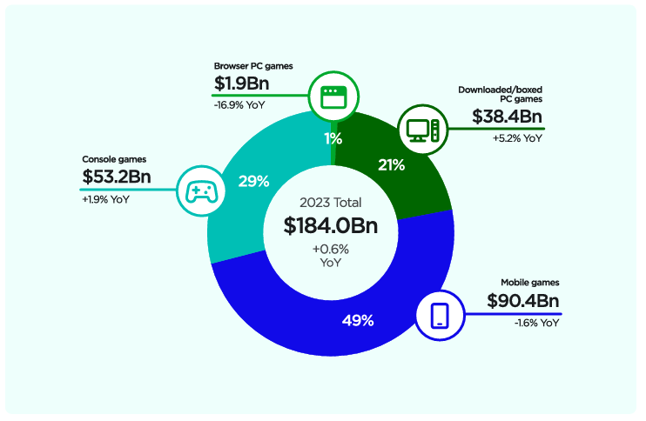 Browser PC games
$1.9Bn
-16.9% YoY
Downloaded/boxed
PC games
$38.4Bn
+5.2% YoY
1%
21%
Console games
$53.2Bn
+1.9% YoY
29%
2023 Total
$184.0Bn
+0.6%
YoY
Mobile games
$90.4Bn
-1.6% YoY
49%